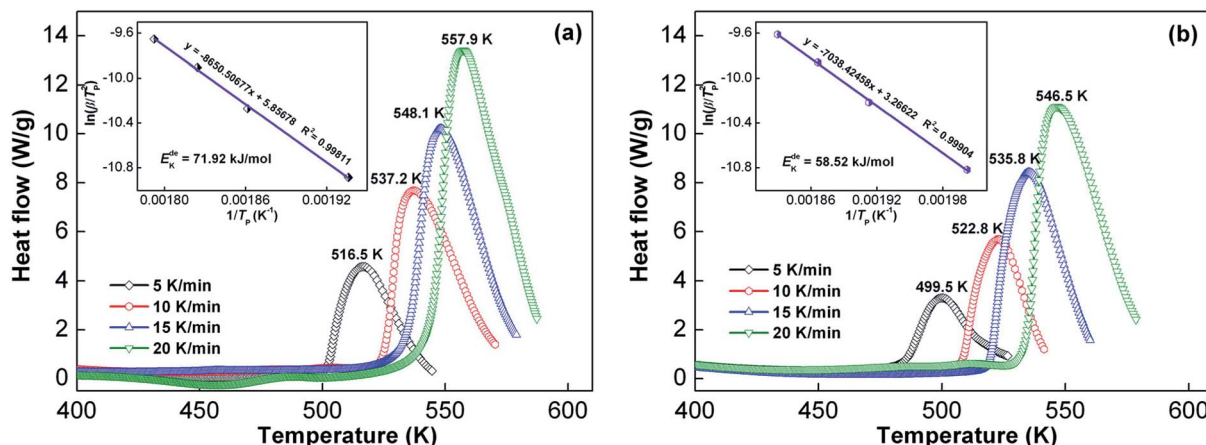 (a)
Heat flow (W/g)
14
12
10
8
6
4
2
0
400
450
500
550
600
Temperature (K)
516.5 K
537.2 K
548.1 K
557.9 K
5 K/min
10 K/min
15 K/min
20 K/min
ln(β/T_P^2)
-9.6
-10.0
-10.4
-10.8
y = -8650.50677x + 5.85678 R² = 0.99811
E_K^de = 71.92 kJ/mol
0.00180
0.00186
0.00192
1/T_P (K⁻¹)
(b)
Heat flow (W/g)
14
12
10
8
6
4
2
0
400
450
500
550
600
Temperature (K)
499.5 K
522.8 K
535.8 K
546.5 K
5 K/min
10 K/min
15 K/min
20 K/min
ln(β/T_P^2)
-9.6
-10.0
-10.4
-10.8
y = -7038.42458x + 3.26622 R² = 0.99904
E_K^de = 58.52 kJ/mol
0.00186
0.00192
0.00198
1/T_P (K⁻¹)